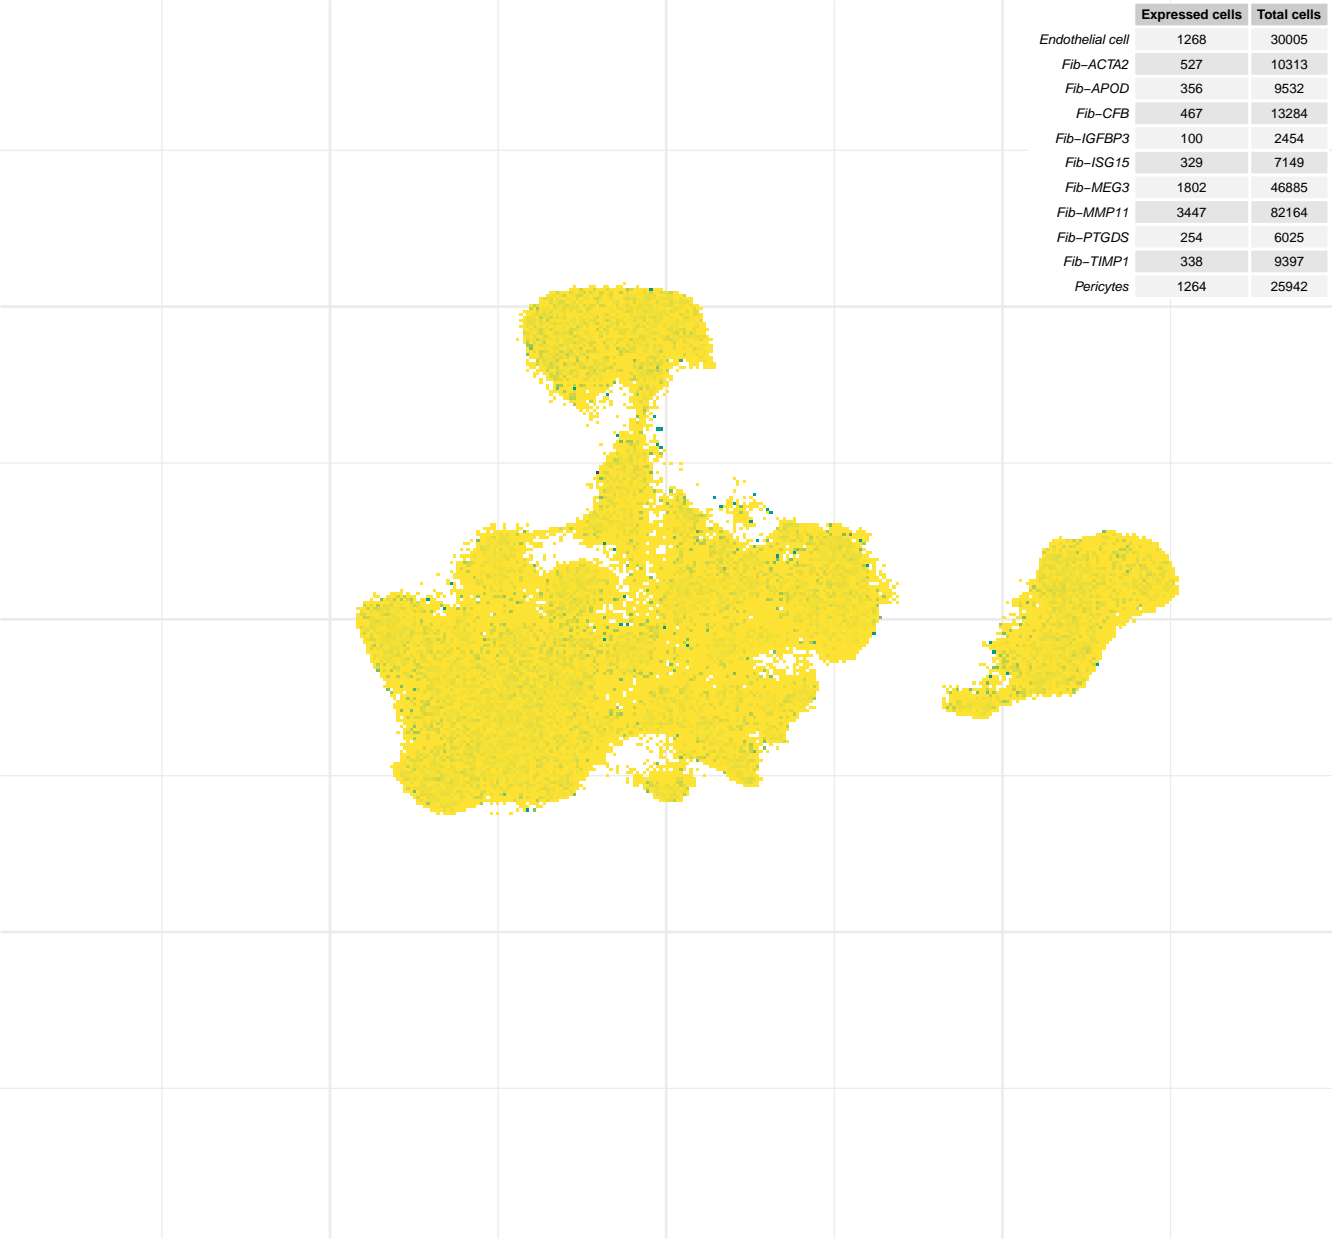 Expressed cells Total cells
Endothelial cell 1268 30005
Fib−ACTA2 527 10313
Fib−APOD 356 9532
Fib−CFB 467 13284
Fib−IGFBP3 100 2454
Fib−ISG15 329 7149
Fib−MEG3 1802 46885
Fib−MMP11 3447 82164
Fib−PTGDS 254 6025
Fib−TIMP1 338 9397
Pericytes 1264 25942